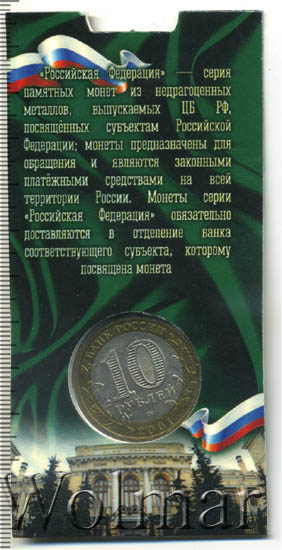 «Российская Федерация» — серия
памятных монет из недрагоценных
металлов, выпускаемых ЦБ РФ,
посвящённых субъектам Российской
Федерации; монеты предназначены для
обращения и являются законными
платёжными средствами на всей
территории России. Монеты серии
«Российская Федерация» обязательно
доставляются в отделение банка
соответствующего субъекта, которому
посвящена монета
БАНК РОССИИ
10
РУБЛЕЙ
Wolmar